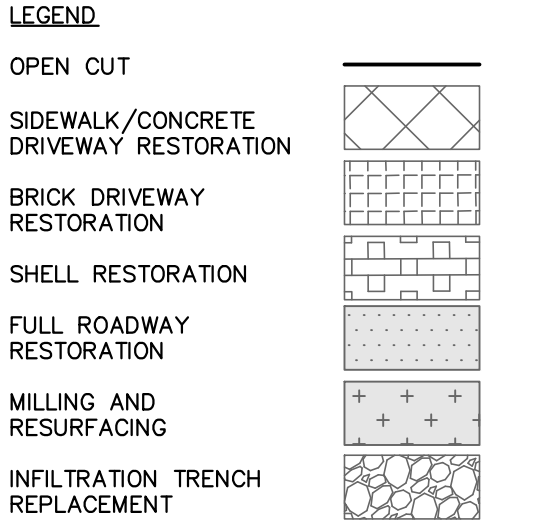 LEGEND
OPEN CUT
SIDEWALK/CONCRETE
DRIVEWAY RESTORATION
BRICK DRIVEWAY
RESTORATION
SHELL RESTORATION
FULL ROADWAY
RESTORATION
MILLING AND
RESURFACING
INFILTRATION TRENCH
REPLACEMENT